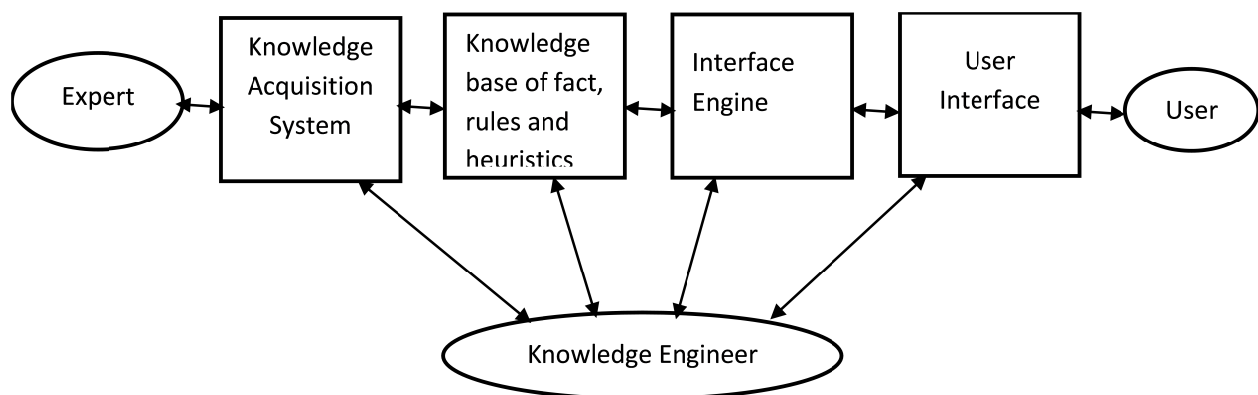 Expert
Knowledge
Acquisition
System
Knowledge
base of fact,
rules and
heuristics
Interface
Engine
User
Interface
User
Knowledge Engineer